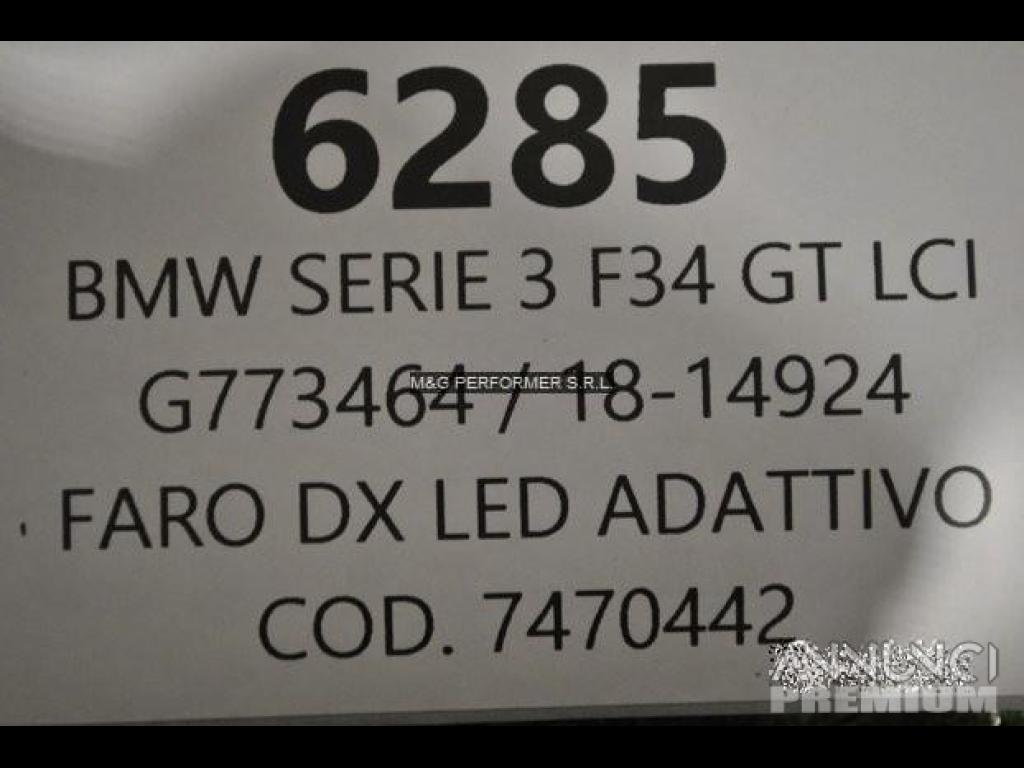 6285
BMW SERIE 3 F34 GT LCI
G773464 / 18-14924
M&G PERFORMER S.R.L.
FARO DX LED ADATTIVO
COD. 7470442
ANNUNCI
PREMIUM